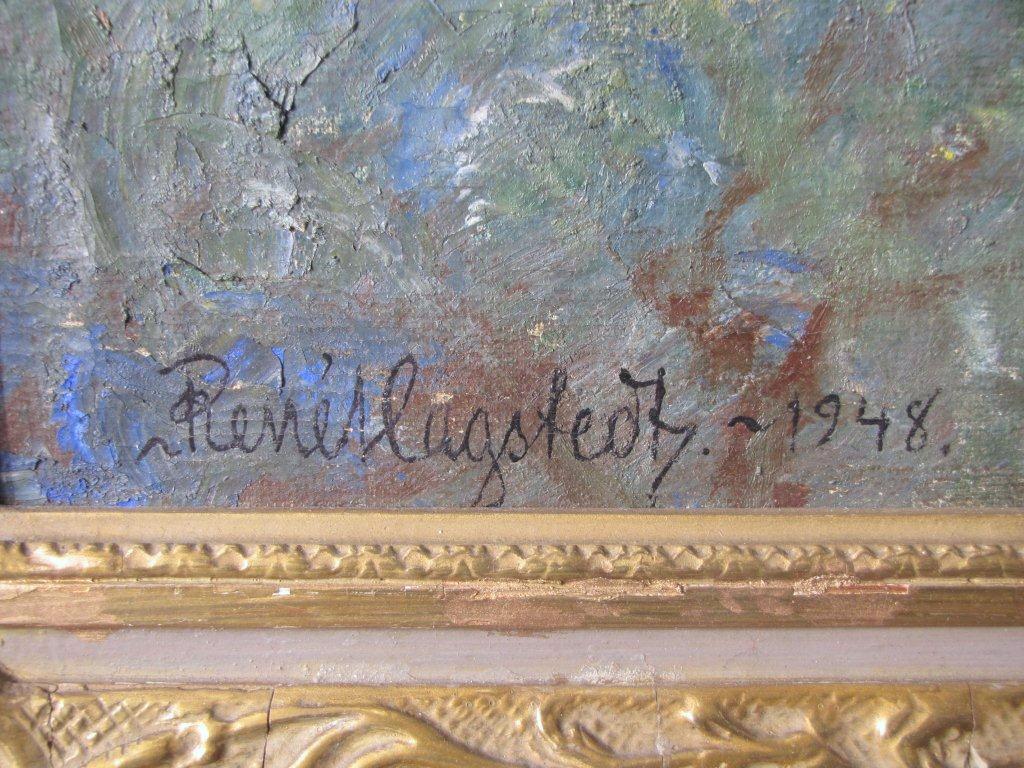 ~René Hagstedt. ~ 1948.